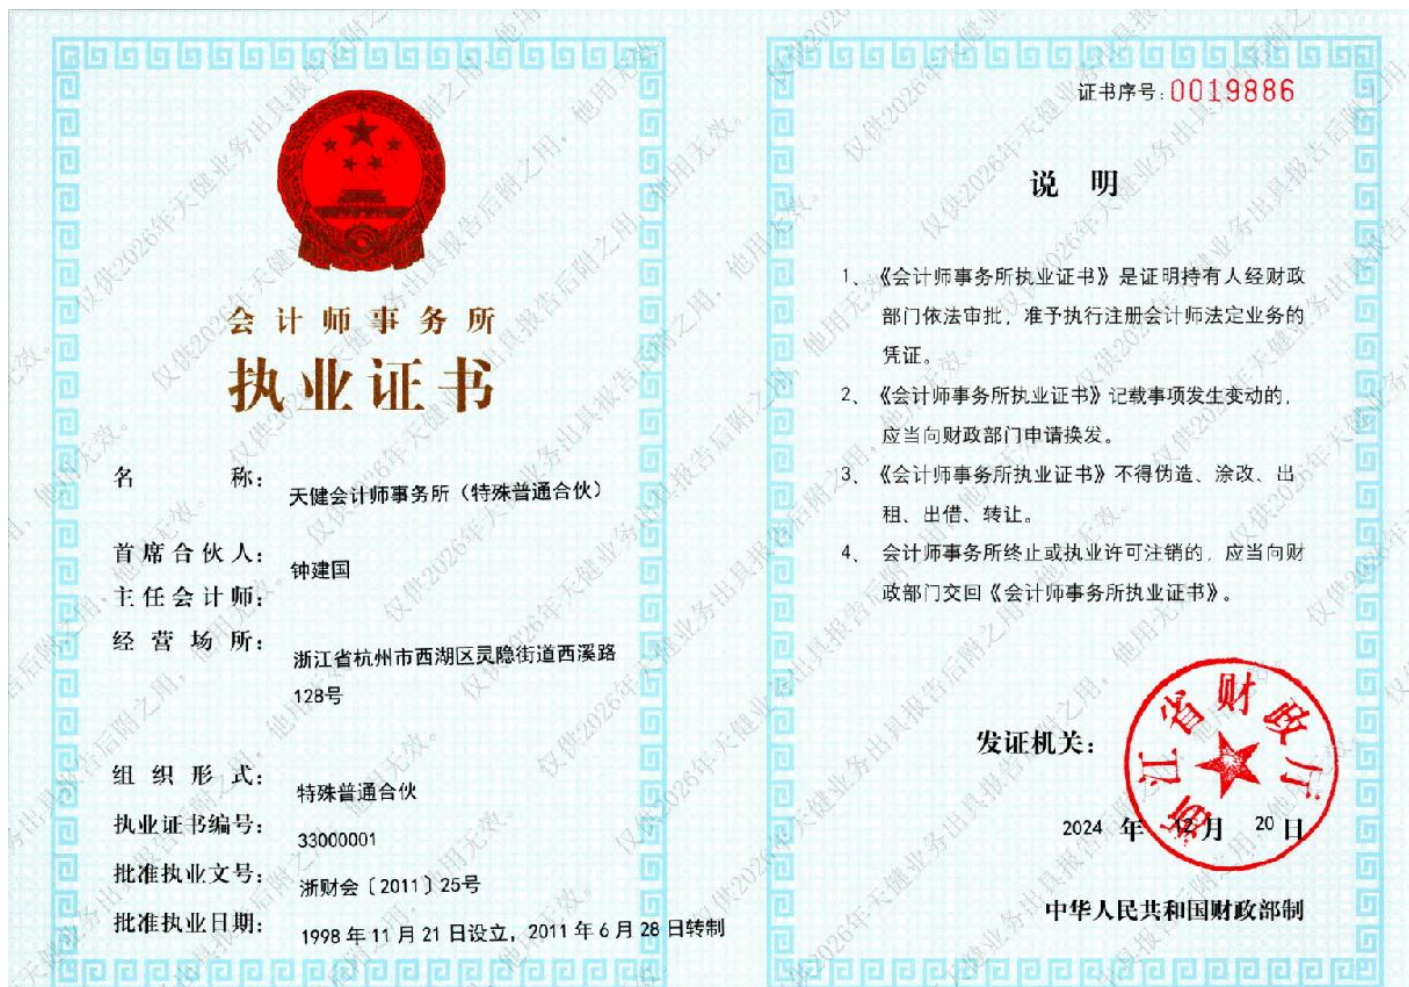 会计师事务所
执业证书
名称：
天健会计师事务所（特殊普通合伙）
首席合伙人：
钟建国
主任会计师：
经营场所：
浙江省杭州市西湖区灵隐街道西溪路
128号
组织形式：
特殊普通合伙
执业证书编号：
33000001
批准执业文号：
浙财会〔2011〕25号
批准执业日期：
1998年11月21日设立，2011年6月28日转制
证书序号：0019886
说明
1、《会计师事务所执业证书》是证明持有人经财政
部门依法审批，准予执行注册会计师法定业务的
凭证。
2、《会计师事务所执业证书》记载事项发生变动的，
应当向财政部门申请换发。
3、《会计师事务所执业证书》不得伪造、涂改、出
租、出借、转让。
4、会计师事务所终止或执业许可注销的，应当向财
政部门交回《会计师事务所执业证书》。
发证机关：
浙江省财政厅
2024年12月20日
中华人民共和国财政部制
仅供2026年天健业务出具报告后附之用，他用无效。